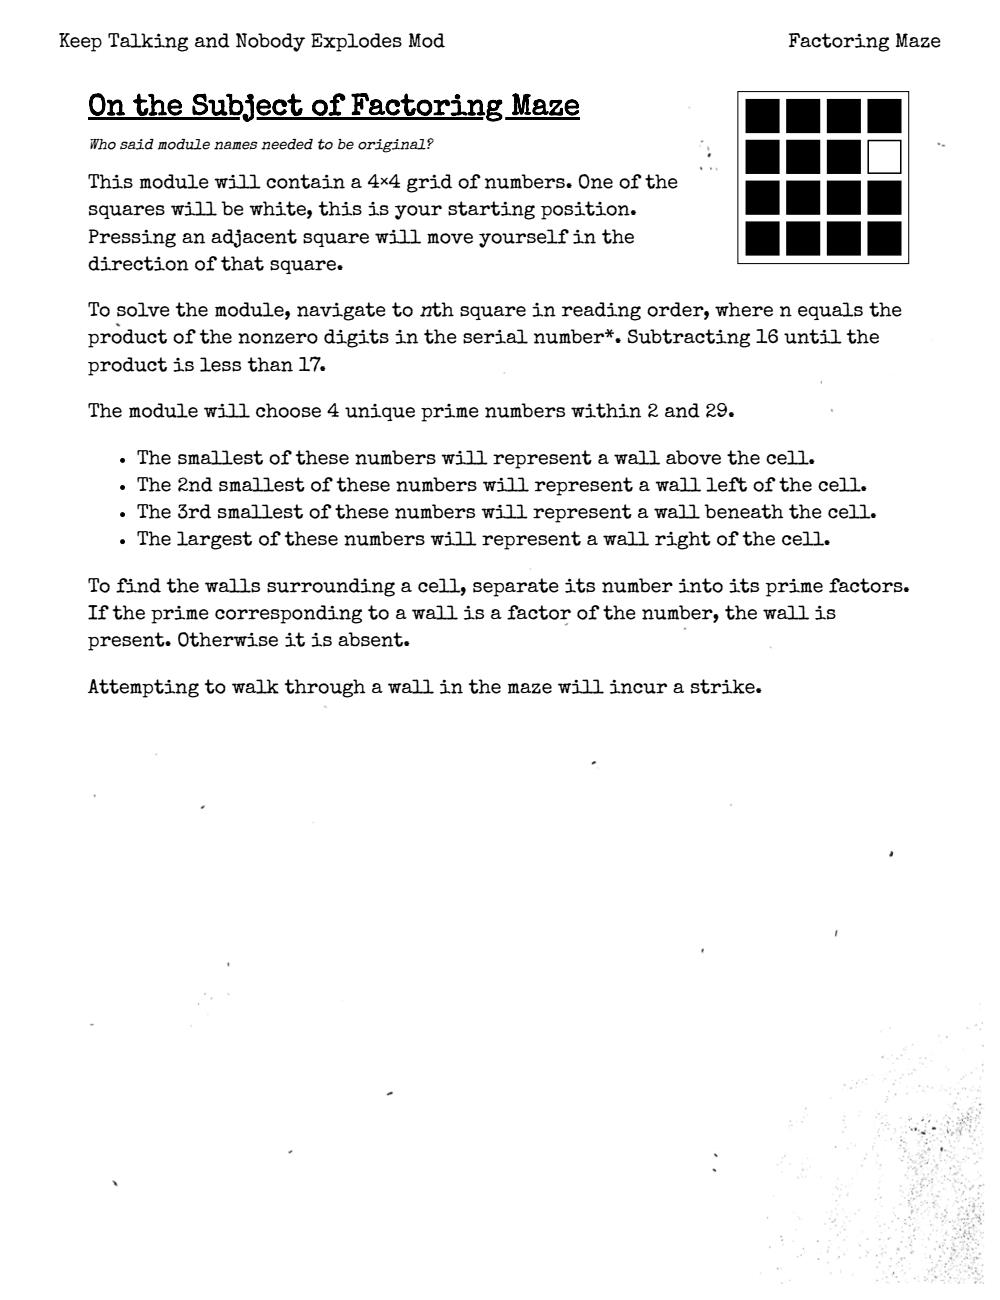 Keep Talking and Nobody Explodes Mod
Factoring Maze
On the Subject of Factoring Maze
Who said module names needed to be original?
This module will contain a 4×4 grid of numbers. One of the
squares will be white, this is your starting position.
Pressing an adjacent square will move yourself in the
direction of that square.
To solve the module, navigate to nth square in reading order, where n equals the
product of the nonzero digits in the serial number*. Subtracting 16 until the
product is less than 17.
The module will choose 4 unique prime numbers within 2 and 29.
• The smallest of these numbers will represent a wall above the cell.
• The 2nd smallest of these numbers will represent a wall left of the cell.
• The 3rd smallest of these numbers will represent a wall beneath the cell.
• The largest of these numbers will represent a wall right of the cell.
To find the walls surrounding a cell, separate its number into its prime factors.
If the prime corresponding to a wall is a factor of the number, the wall is
present. Otherwise it is absent.
Attempting to walk through a wall in the maze will incur a strike.